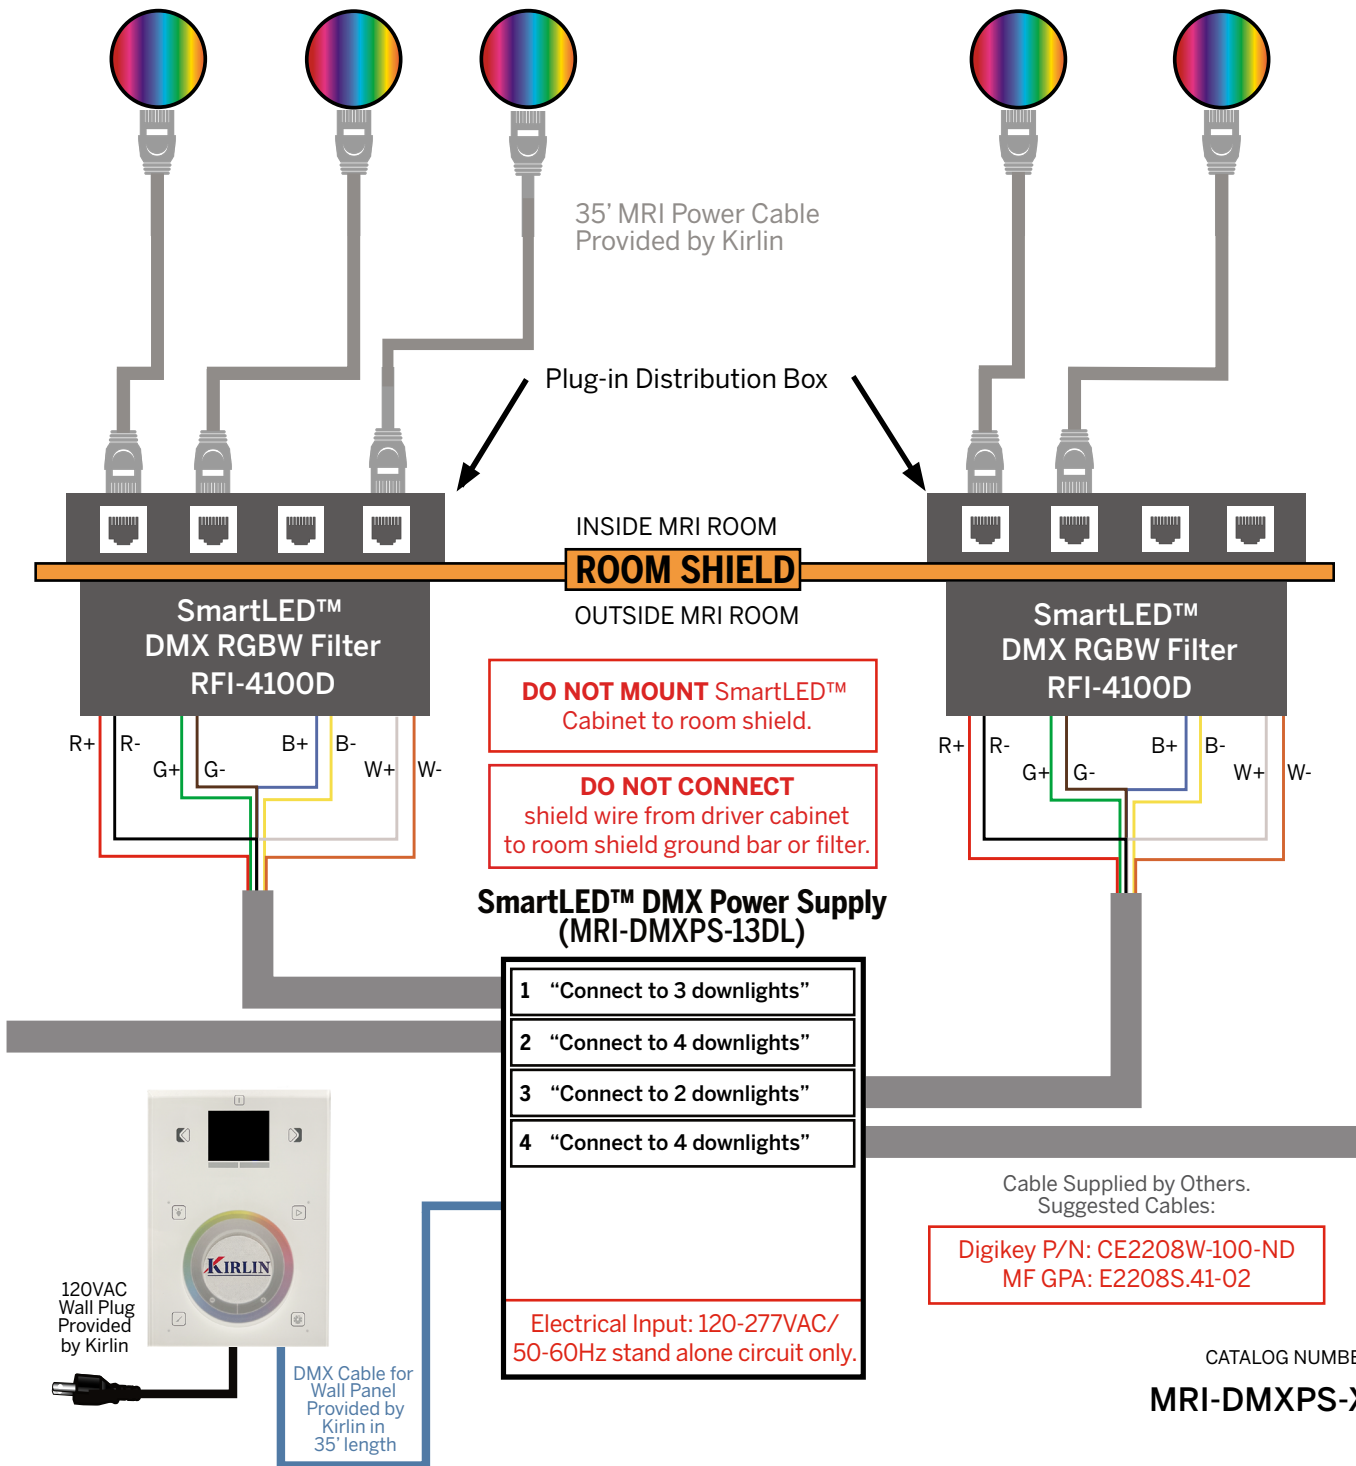 35’ MRI Power Cable
Provided by Kirlin
Plug-in Distribution Box
INSIDE MRI ROOM
ROOM SHIELD
OUTSIDE MRI ROOM
SmartLED™
DMX RGBW Filter
RFI-4100D
SmartLED™
DMX RGBW Filter
RFI-4100D
DO NOT MOUNT SmartLED™
Cabinet to room shield.
R+ R- G+ G- B+ B- W+ W-
R+ R- G+ G- B+ B- W+ W-
DO NOT CONNECT
shield wire from driver cabinet
to room shield ground bar or filter.
SmartLED™ DMX Power Supply
(MRI-DMXPS-13DL)
1 “Connect to 3 downlights”
2 “Connect to 4 downlights”
3 “Connect to 2 downlights”
4 “Connect to 4 downlights”
Electrical Input: 120-277VAC/
50-60Hz stand alone circuit only.
Cable Supplied by Others.
Suggested Cables:
Digikey P/N: CE2208W-100-ND
MF GPA: E2208S.41-02
KIRLIN
120VAC
Wall Plug
Provided
by Kirlin
DMX Cable for
Wall Panel
Provided by
Kirlin in
35’ length
CATALOG NUMBE
MRI-DMXPS-X